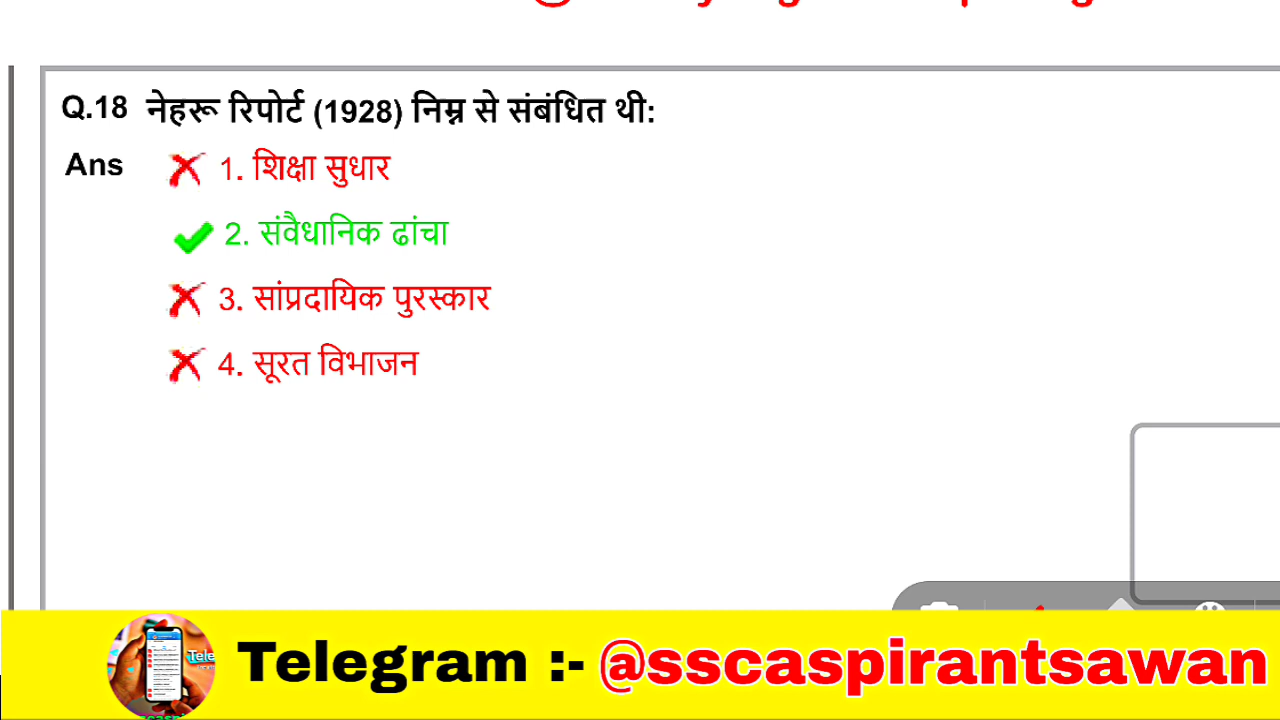 Q.18 नेहरू रिपोर्ट (1928) निम्न से संबंधित थी:
Ans 1. शिक्षा सुधार
2. संवैधानिक ढांचा
3. सांप्रदायिक पुरस्कार
4. सूरत विभाजन
Telegram :- @sscaspirantsawan